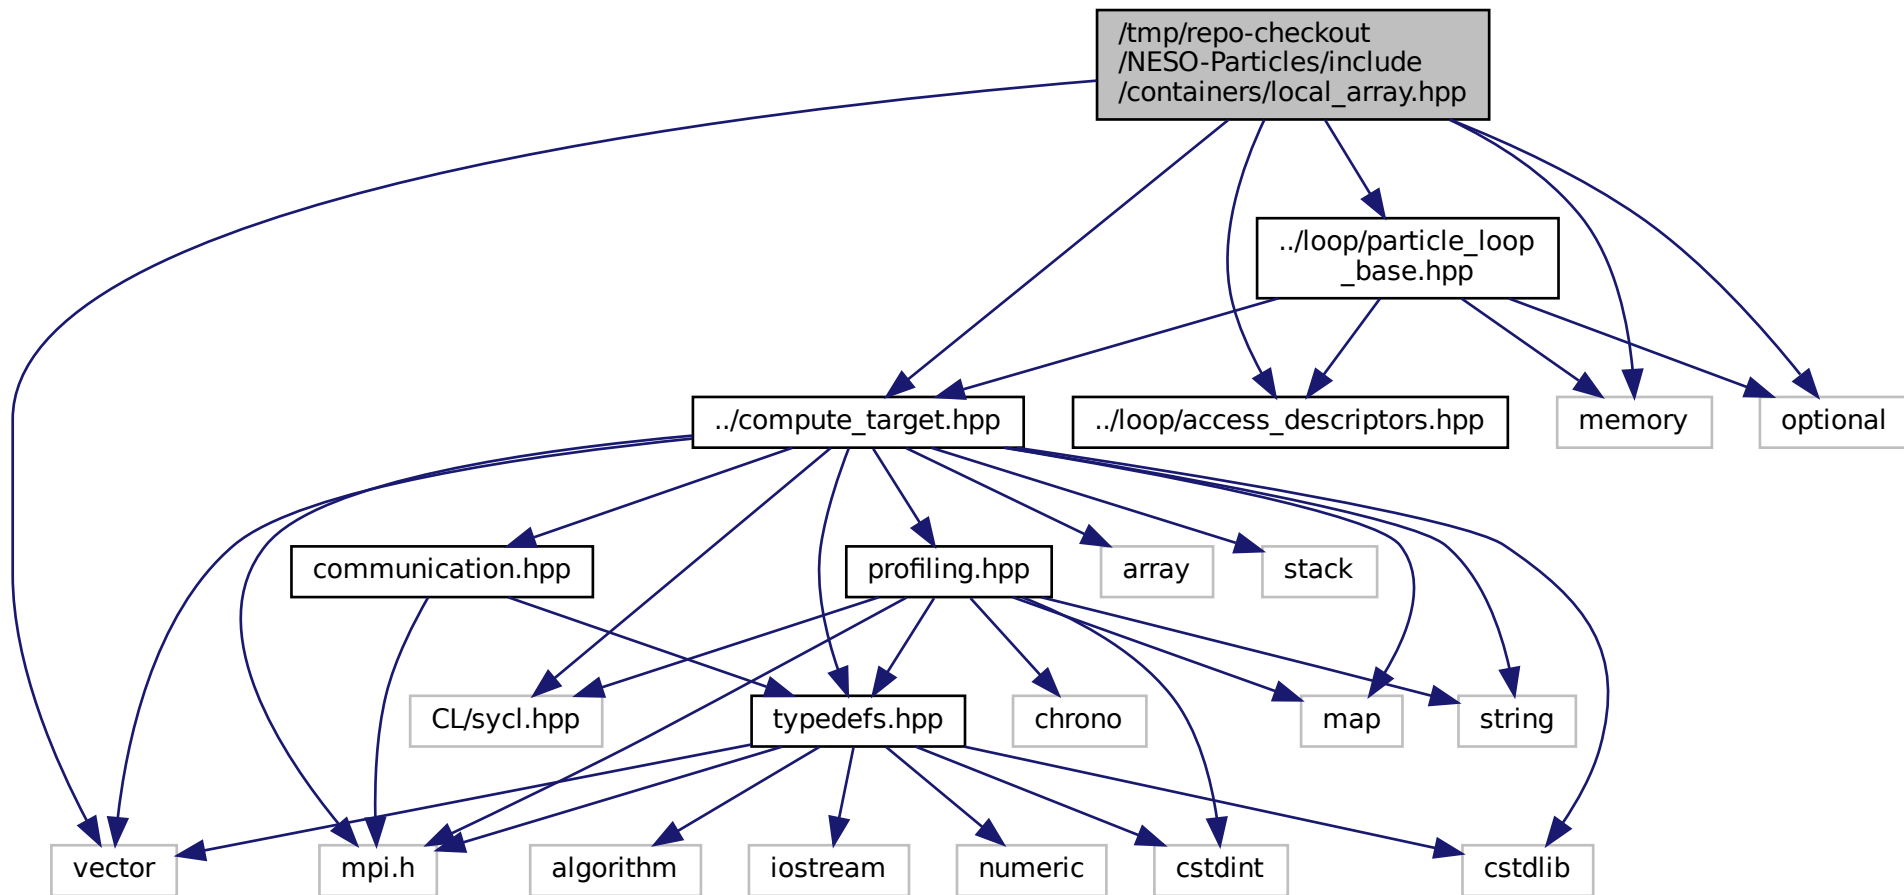 /tmp/repo-checkout
/NESO-Particles/include
/containers/local_array.hpp
../loop/particle_loop
_base.hpp
../compute_target.hpp
../loop/access_descriptors.hpp
memory
optional
communication.hpp
profiling.hpp
array
stack
CL/sycl.hpp
typedefs.hpp
chrono
map
string
vector
mpi.h
algorithm
iostream
numeric
cstdint
cstdlib